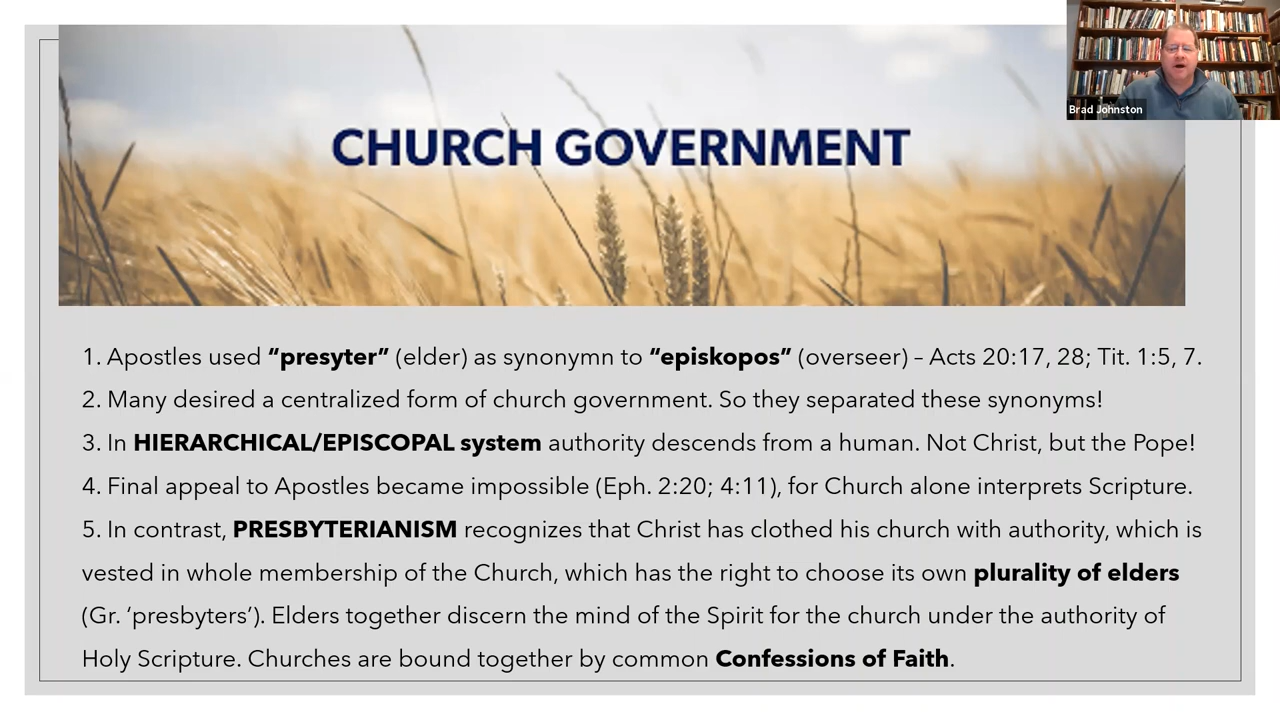 Brad Johnston
CHURCH GOVERNMENT
1. Apostles used “presyter” (elder) as synonymn to “episkopos” (overseer) – Acts 20:17, 28; Tit. 1:5, 7.
2. Many desired a centralized form of church government. So they separated these synonyms!
3. In HIERARCHICAL/EPISCOPAL system authority descends from a human. Not Christ, but the Pope!
4. Final appeal to Apostles became impossible (Eph. 2:20; 4:11), for Church alone interprets Scripture.
5. In contrast, PRESBYTERIANISM recognizes that Christ has clothed his church with authority, which is
vested in whole membership of the Church, which has the right to choose its own plurality of elders
(Gr. ‘presbyters’). Elders together discern the mind of the Spirit for the church under the authority of
Holy Scripture. Churches are bound together by common Confessions of Faith.